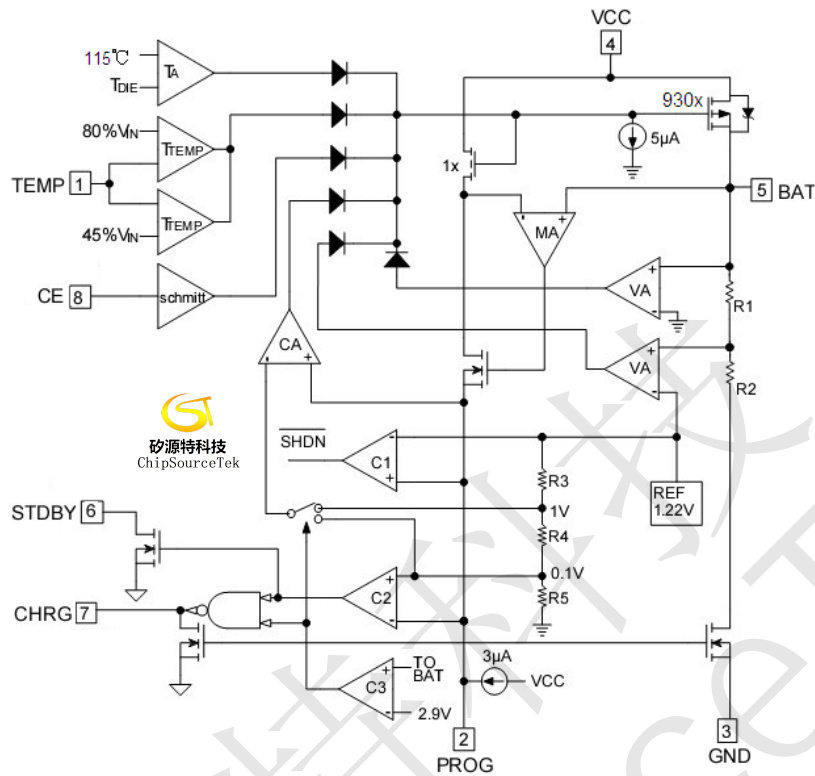 VCC
4
115℃
TDIE
TA
930x
80%VIN
TTEMP
5μA
1x
TEMP 1
TTEMP
5 BAT
45%VIN
MA
CE 8
schmitt
VA
R1
CA
VA
R2
矽源特科技
ChipSourceTek
SHDN
C1
R3
REF
1.22V
STDBY 6
1V
R4
0.1V
C2
R5
CHRG 7
3μA
VCC
C3
TO
BAT
2.9V
2
PROG
3
GND